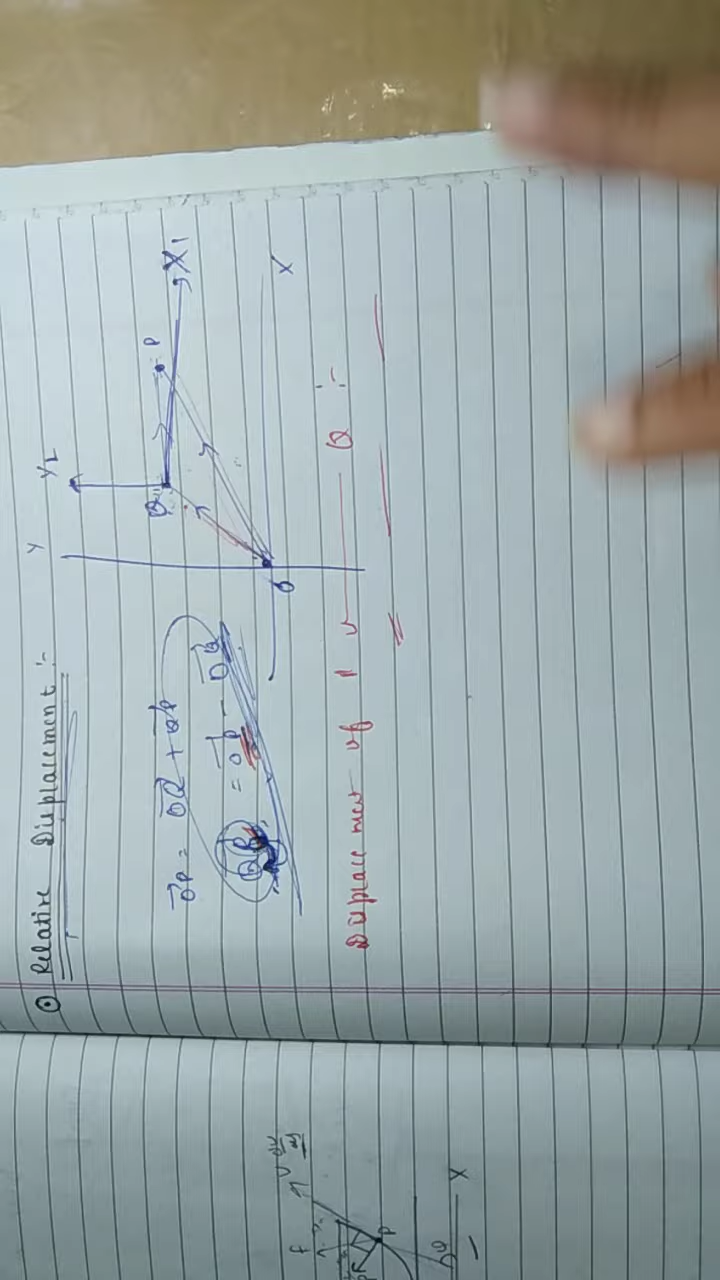 ⊙ Relative Displacement :-
Y
Y1
X1
Q
P
O
X
OP = OQ + QP
QP = OP - OQ
Displacement of P Q :-
X
P